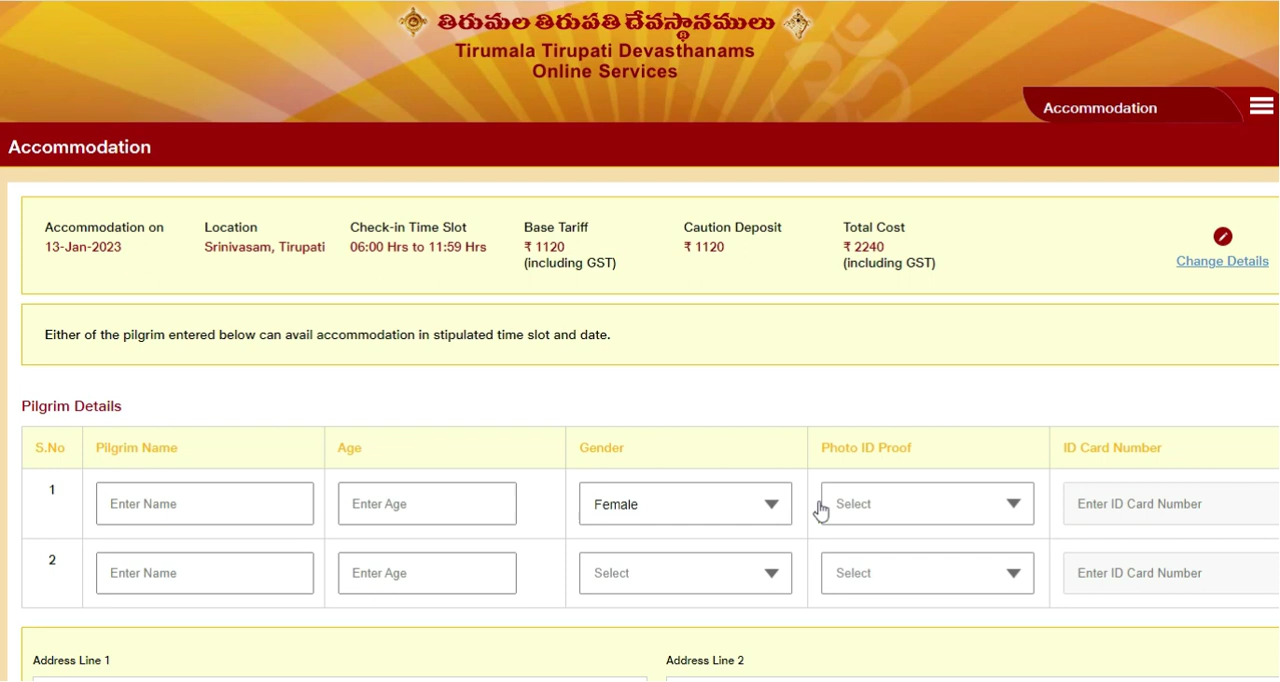 తిరుమల తిరుపతి దేవస్థానములు
Tirumala Tirupati Devasthanams
Online Services
Accommodation
Accommodation
Accommodation on Location Check-in Time Slot Base Tariff Caution Deposit Total Cost
13-Jan-2023 Srinivasam, Tirupati 06:00 Hrs to 11:59 Hrs ₹ 1120 ₹ 1120 ₹ 2240
(including GST) (including GST)
Change Details
Either of the pilgrim entered below can avail accommodation in stipulated time slot and date.
Pilgrim Details
S.No Pilgrim Name Age Gender Photo ID Proof ID Card Number
1 Enter Name Enter Age Female Select Enter ID Card Number
2 Enter Name Enter Age Select Select Enter ID Card Number
Address Line 1 Address Line 2